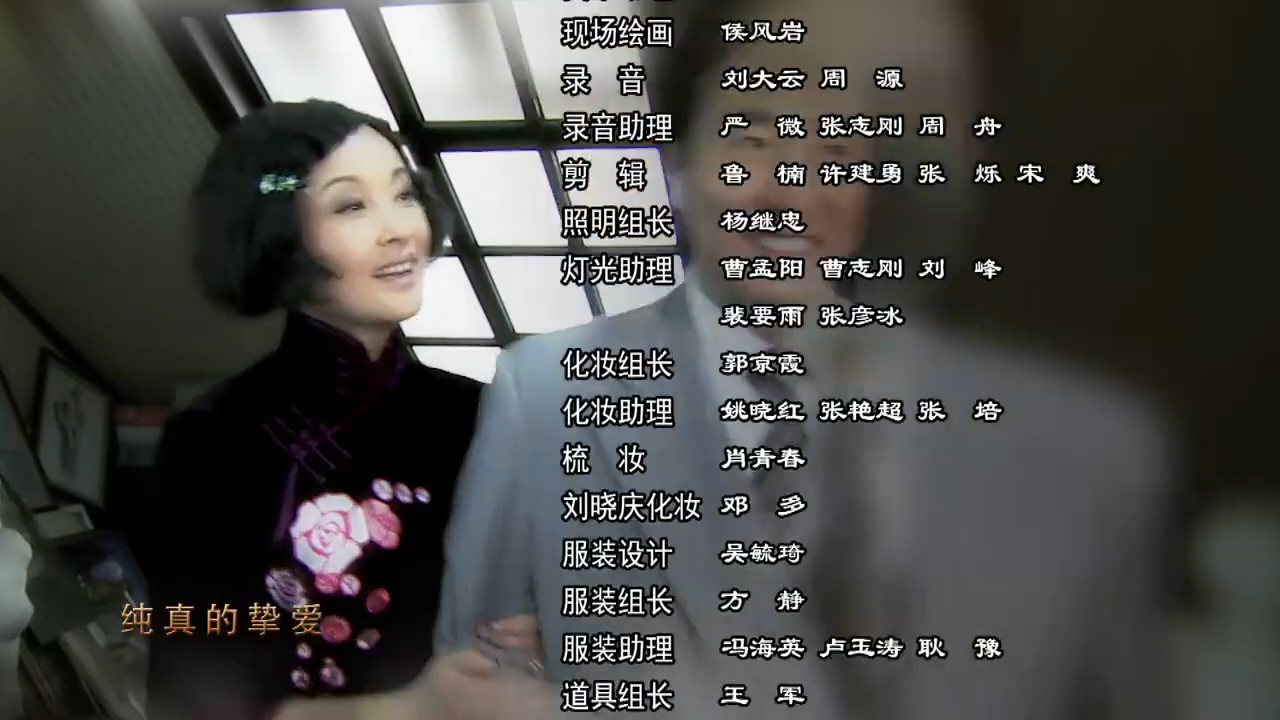 现场绘画 侯风岩
录 音 刘大云 周 源
录音助理 严 微 张志刚 周 舟
剪 辑 鲁 楠 许建勇 张 烁 宋 爽
照明组长 杨继忠
灯光助理 曹孟阳 曹志刚 刘 峰
裴要雨 张彦冰
化妆组长 郭京霞
化妆助理 姚晓红 张艳超 张 培
梳 妆 肖青春
刘晓庆化妆 邓 多
服装设计 吴毓琦
服装组长 方 静
纯真的挚爱
服装助理 冯海英 卢玉涛 耿 豫
道具组长 王 军